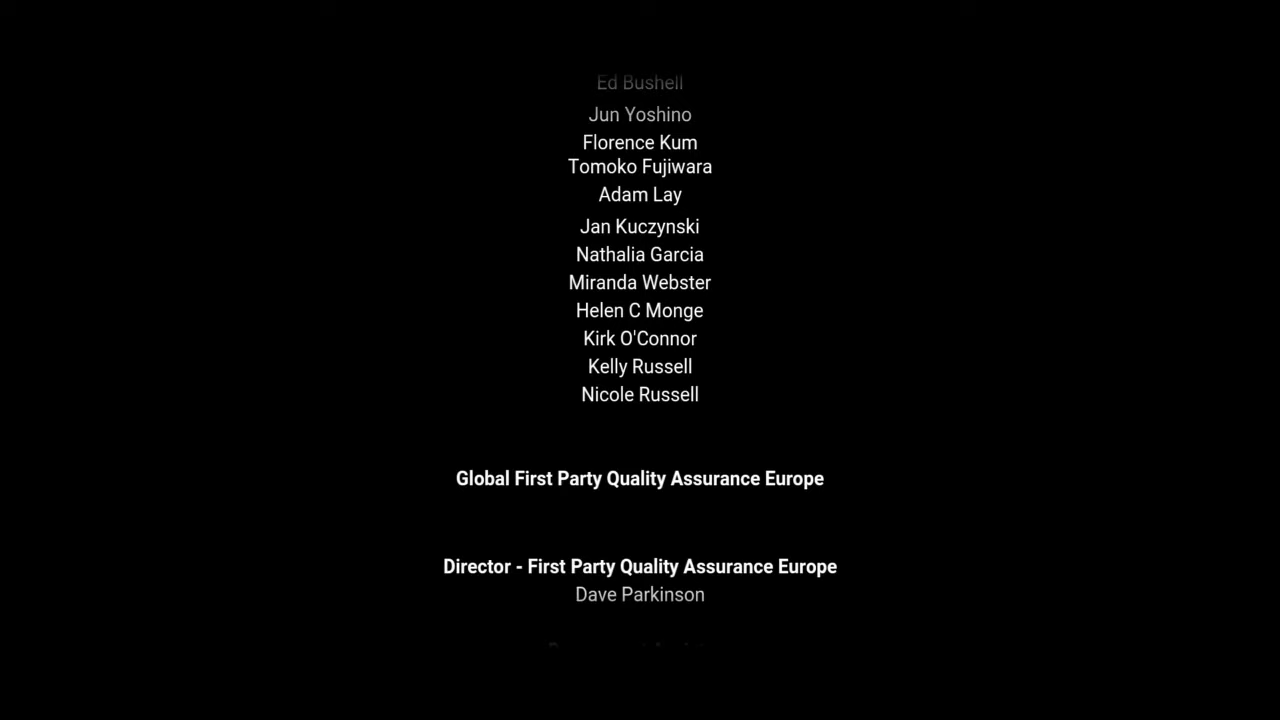 Ed Bushell
Jun Yoshino
Florence Kum
Tomoko Fujiwara
Adam Lay
Jan Kuczynski
Nathalia Garcia
Miranda Webster
Helen C Monge
Kirk O'Connor
Kelly Russell
Nicole Russell
Global First Party Quality Assurance Europe
Director - First Party Quality Assurance Europe
Dave Parkinson